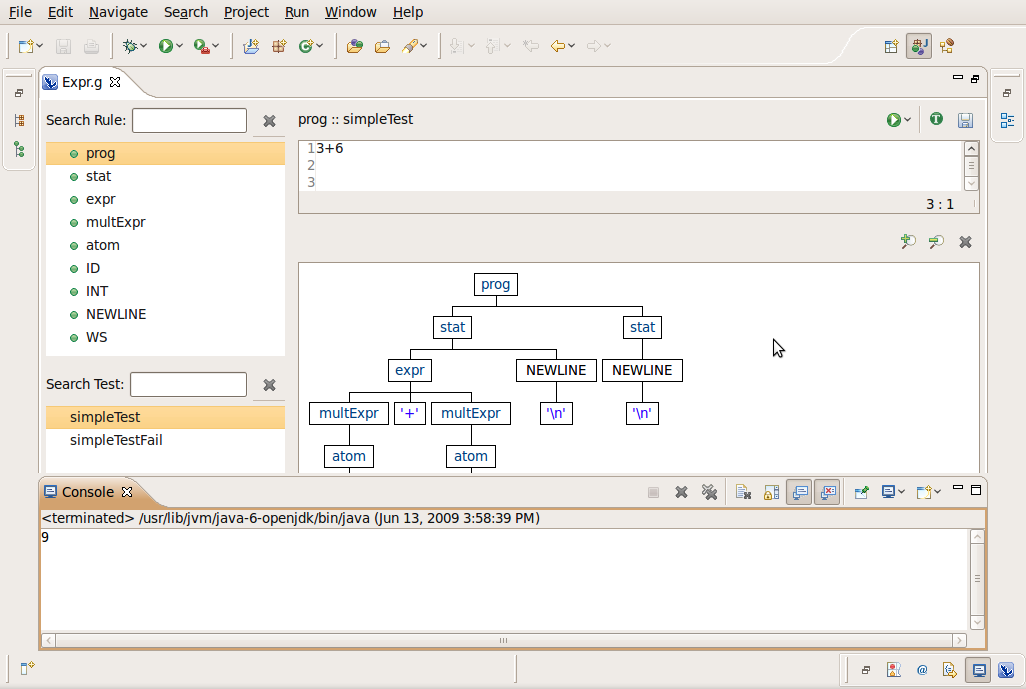 File Edit Navigate Search Project Run Window Help
Expr.g
Search Rule:
prog
stat
expr
multExpr
atom
ID
INT
NEWLINE
WS
Search Test:
simpleTest
simpleTestFail
prog :: simpleTest
1 3+6
2
3
3 : 1
prog
stat stat
expr NEWLINE NEWLINE
multExpr '+' multExpr '\n' '\n'
atom atom
Console
<terminated> /usr/lib/jvm/java-6-openjdk/bin/java (Jun 13, 2009 3:58:39 PM)
9